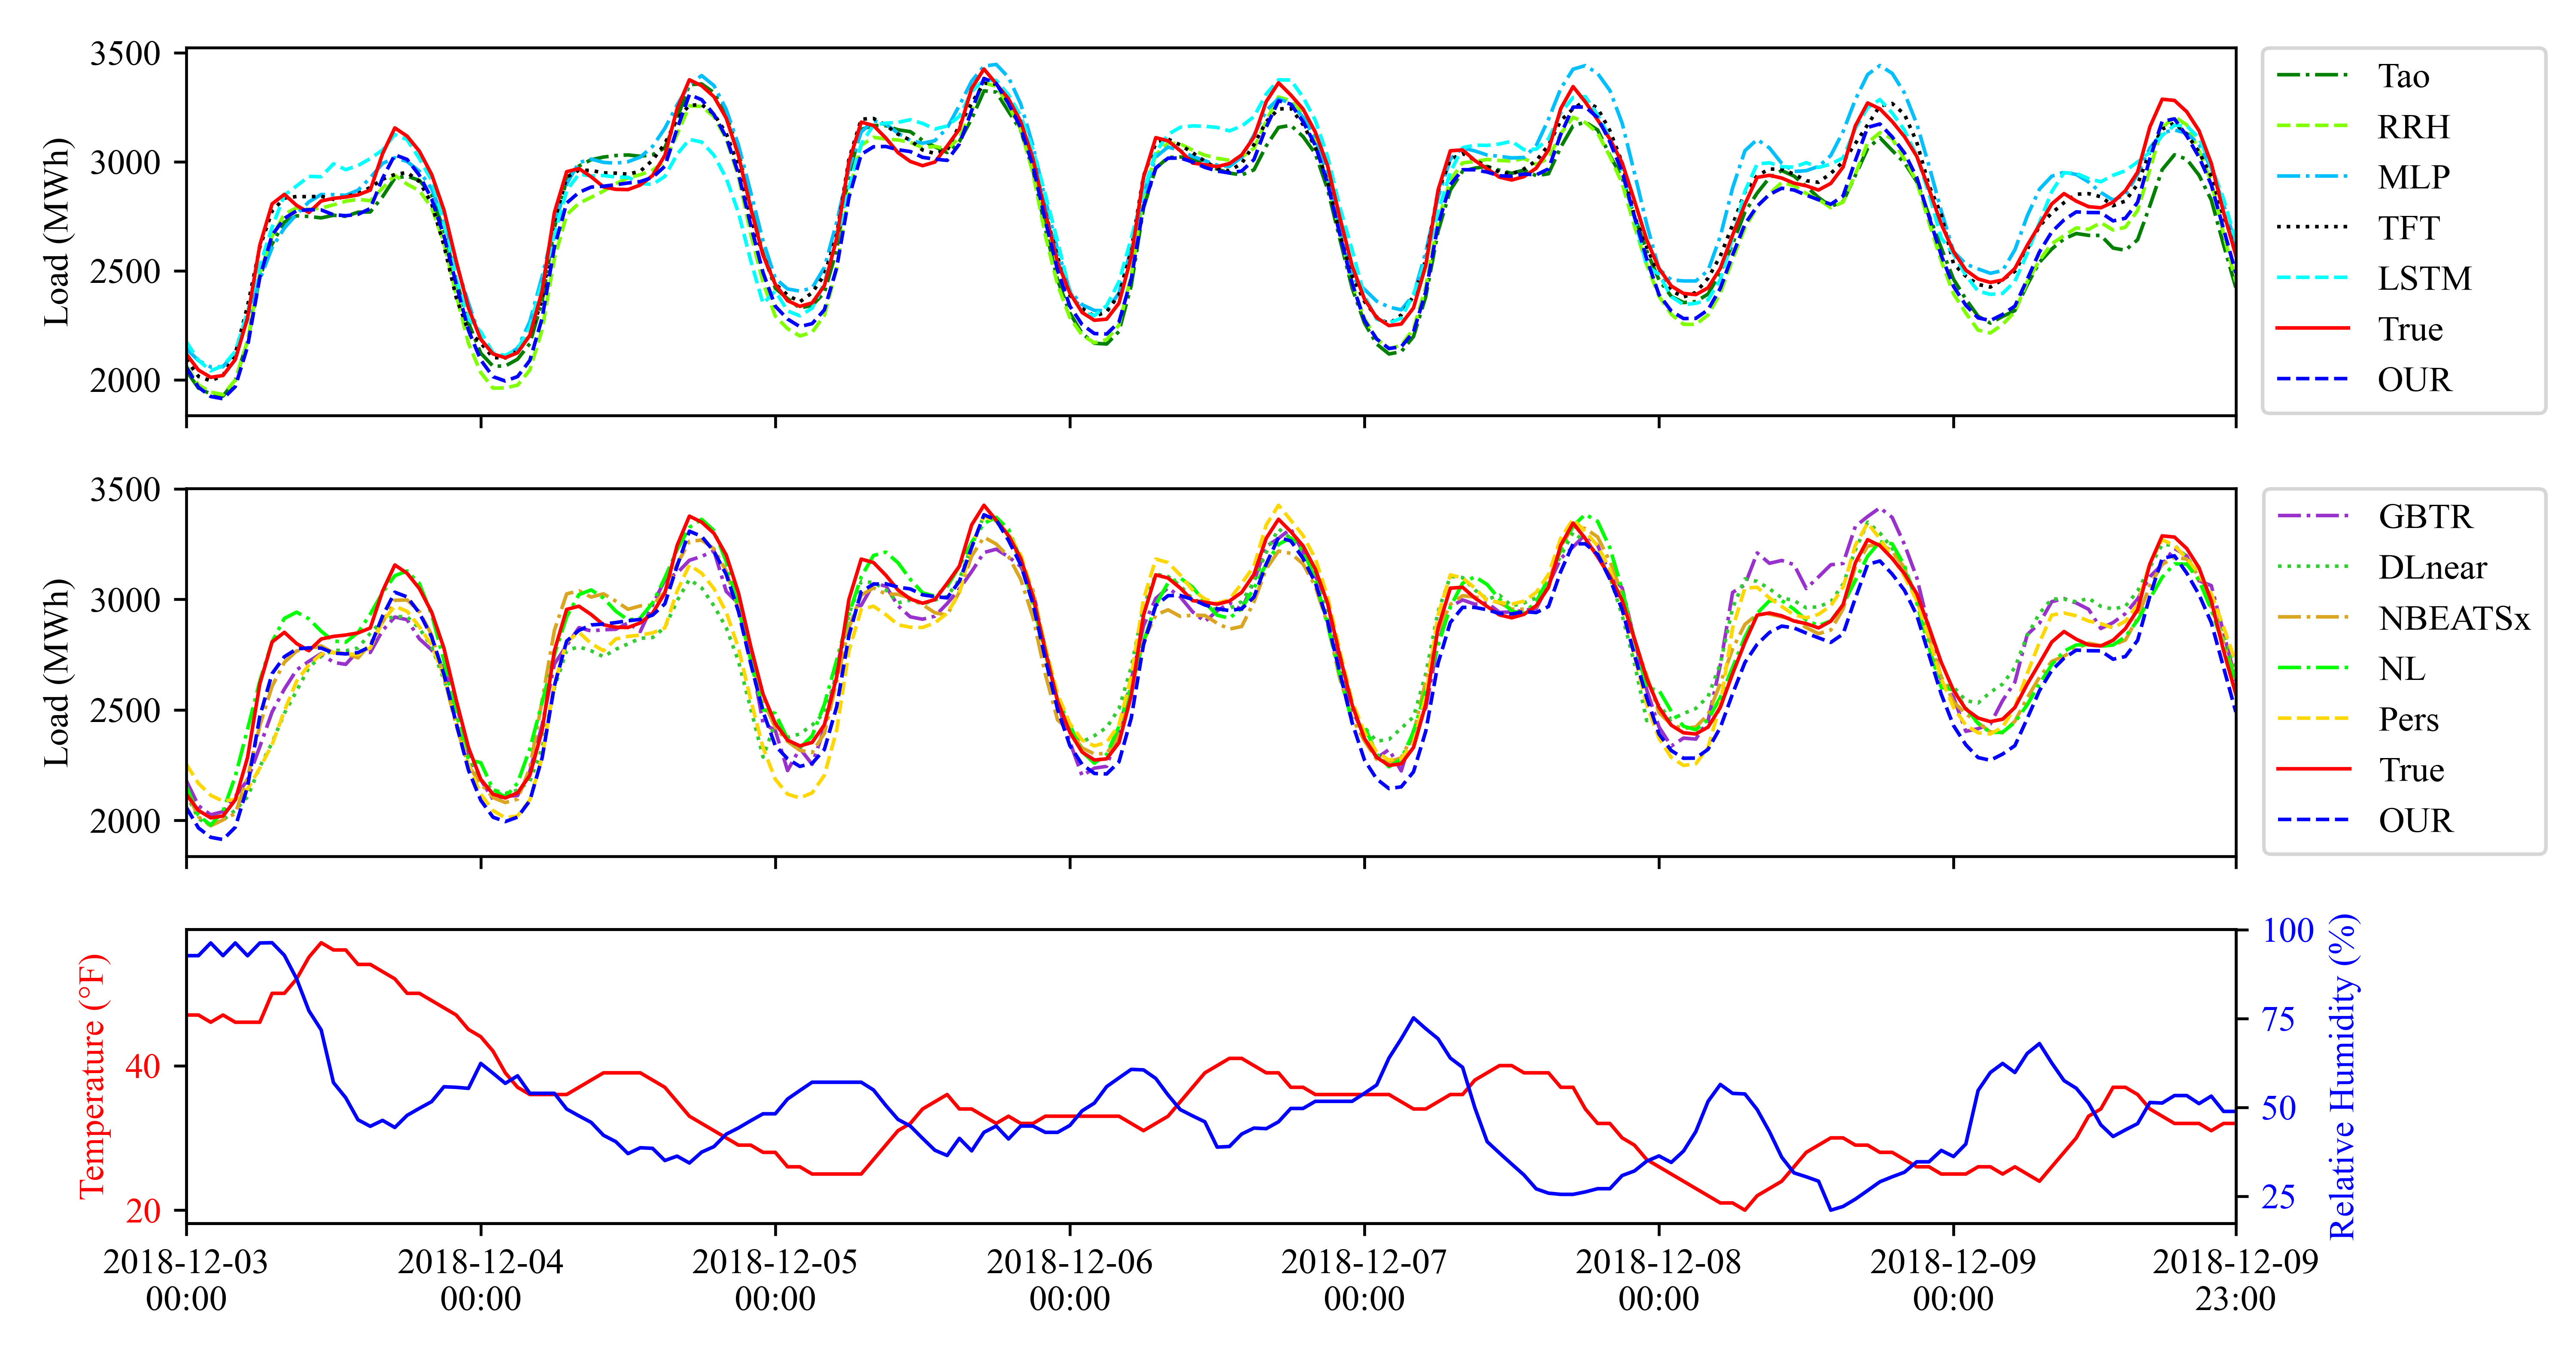 3500
3000
2500
2000
Load (MWh)
Tao
RRH
MLP
TFT
LSTM
True
OUR
3500
3000
2500
2000
Load (MWh)
GBTR
DLnear
NBEATSx
NL
Pers
True
OUR
40
20
Temperature (°F)
100
75
50
25
Relative Humidity (%)
2018-12-03
00:00
2018-12-04
00:00
2018-12-05
00:00
2018-12-06
00:00
2018-12-07
00:00
2018-12-08
00:00
2018-12-09
00:00
2018-12-09
23:00